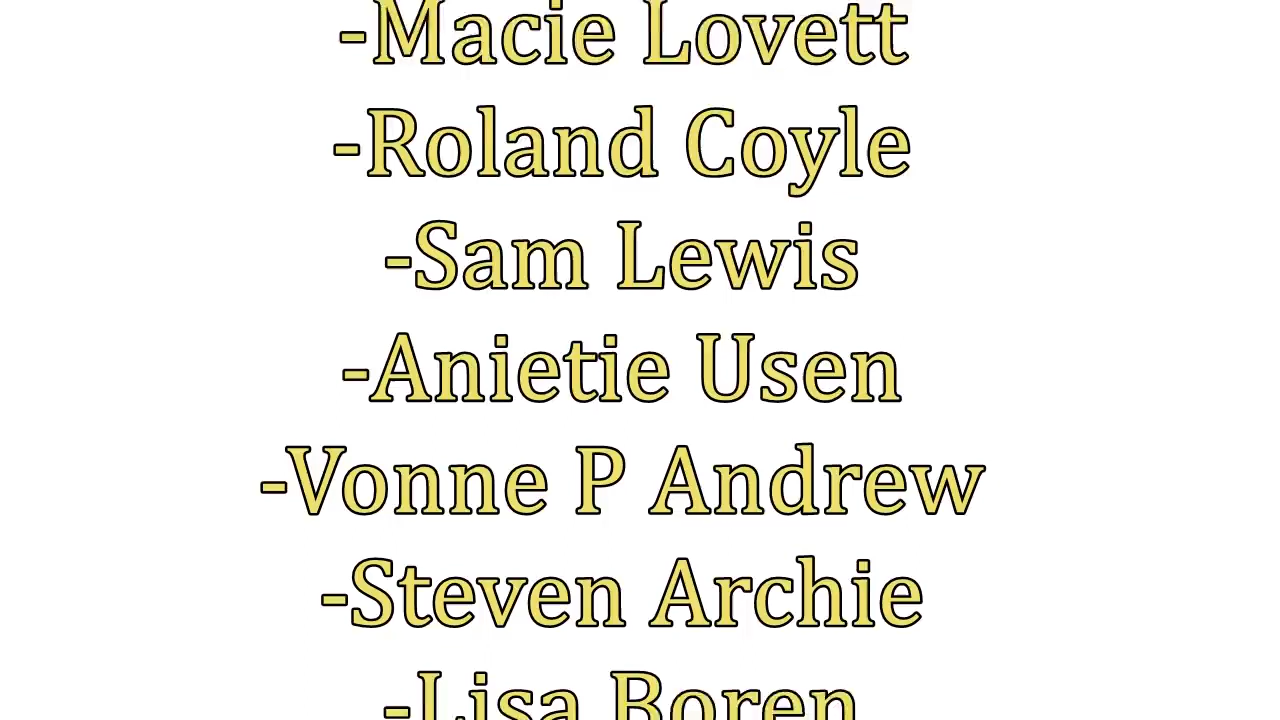 -Macie Lovett
-Roland Coyle
-Sam Lewis
-Anietie Usen
-Vonne P Andrew
-Steven Archie
-Lisa Boren